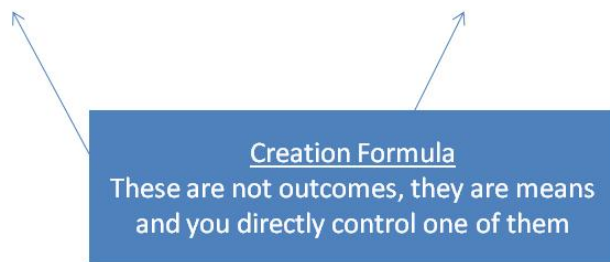 Creation Formula
These are not outcomes, they are means
and you directly control one of them